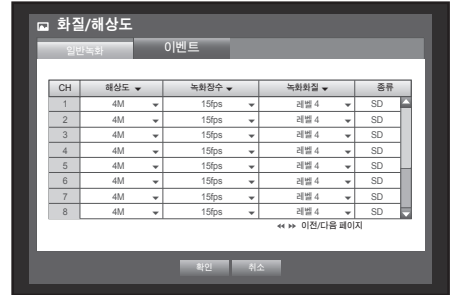 화질/해상도
일반녹화 이벤트
CH 해상도 녹화장수 녹화화질 종류
1 4M 15fps 레벨 4 SD
2 4M 15fps 레벨 4 SD
3 4M 15fps 레벨 4 SD
4 4M 15fps 레벨 4 SD
5 4M 15fps 레벨 4 SD
6 4M 15fps 레벨 4 SD
7 4M 15fps 레벨 4 SD
8 4M 15fps 레벨 4 SD
이전/다음 페이지
확인 취소